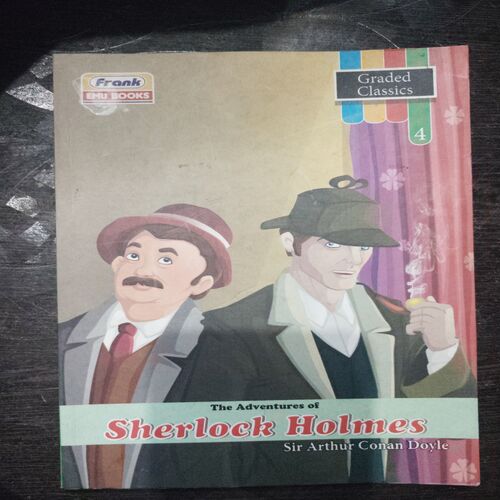 Frank
EMU BOOKS
Graded
Classics
4
The Adventures of
Sherlock Holmes
Sir Arthur Conan Doyle